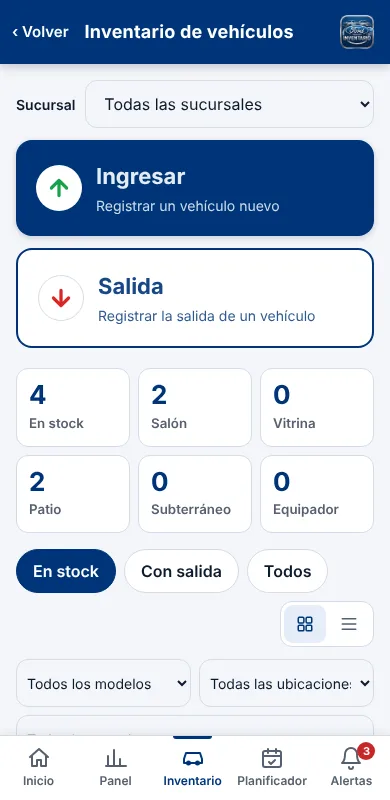 ‹ Volver
Inventario de vehículos
INVENTARIO
Sucursal
Todas las sucursales
Ingresar
Registrar un vehículo nuevo
Salida
Registrar la salida de un vehículo
4
En stock
2
Salón
0
Vitrina
2
Patio
0
Subterráneo
0
Equipador
En stock
Con salida
Todos
Todos los modelos
Todas las ubicaciones
3
Inicio
Panel
Inventario
Planificador
Alertas